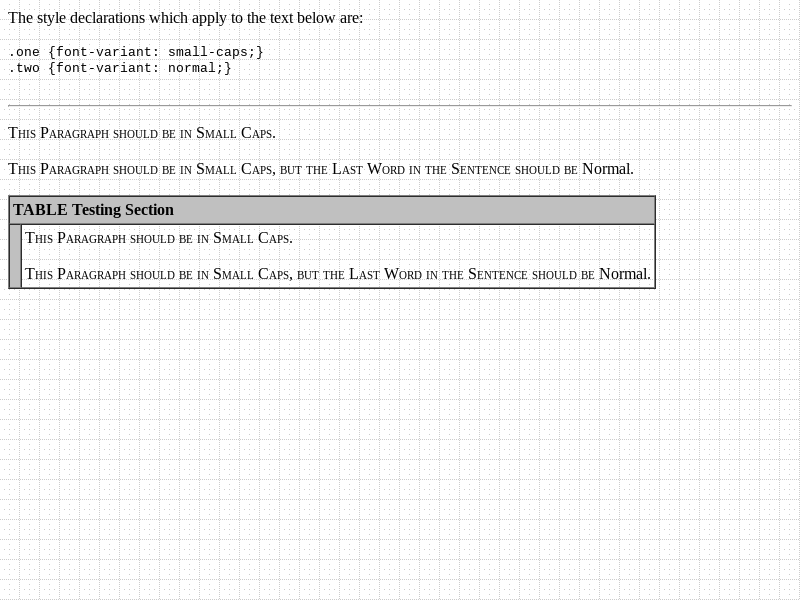 The style declarations which apply to the text below are:
.one {font-variant: small-caps;}
.two {font-variant: normal;}
This Paragraph should be in Small Caps.
This Paragraph should be in Small Caps, but the Last Word in the Sentence should be Normal.
TABLE Testing Section
This Paragraph should be in Small Caps.
This Paragraph should be in Small Caps, but the Last Word in the Sentence should be Normal.